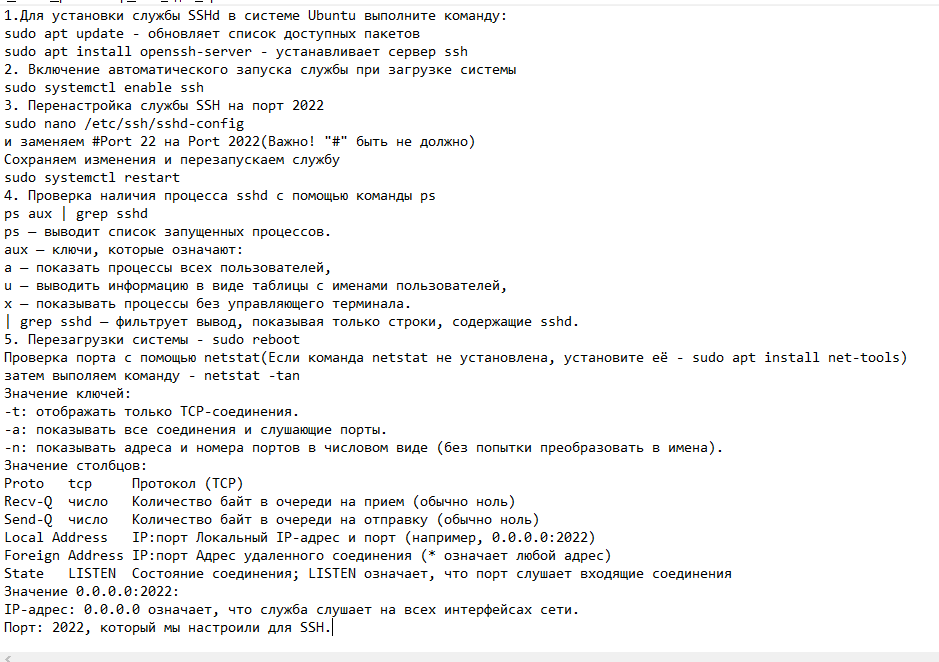 1.Для установки службы SSHd в системе Ubuntu выполните команду:
sudo apt update - обновляет список доступных пакетов
sudo apt install openssh-server - устанавливает сервер ssh
2. Включение автоматического запуска службы при загрузке системы
sudo systemctl enable ssh
3. Перенастройка службы SSH на порт 2022
sudo nano /etc/ssh/sshd-config
и заменяем #Port 22 на Port 2022(Важно! "#" быть не должно)
Сохраняем изменения и перезапускаем службу
sudo systemctl restart
4. Проверка наличия процесса sshd с помощью команды ps
ps aux | grep sshd
ps — выводит список запущенных процессов.
aux — ключи, которые означают:
a — показать процессы всех пользователей,
u — выводить информацию в виде таблицы с именами пользователей,
x — показывать процессы без управляющего терминала.
| grep sshd — фильтрует вывод, показывая только строки, содержащие sshd.
5. Перезагрузки системы - sudo reboot
Проверка порта с помощью netstat(Если команда netstat не установлена, установите её - sudo apt install net-tools)
затем выполяем команду - netstat -tan
Значение ключей:
-t: отображать только TCP-соединения.
-a: показывать все соединения и слушающие порты.
-n: показывать адреса и номера портов в числовом виде (без попытки преобразовать в имена).
Значение столбцов:
Proto tcp Протокол (TCP)
Recv-Q число Количество байт в очереди на прием (обычно ноль)
Send-Q число Количество байт в очереди на отправку (обычно ноль)
Local Address IP:порт Локальный IP-адрес и порт (например, 0.0.0.0:2022)
Foreign Address IP:порт Адрес удаленного соединения (* означает любой адрес)
State LISTEN Состояние соединения; LISTEN означает, что порт слушает входящие соединения
Значение 0.0.0.0:2022:
IP-адрес: 0.0.0.0 означает, что служба слушает на всех интерфейсах сети.
Порт: 2022, который мы настроили для SSH.